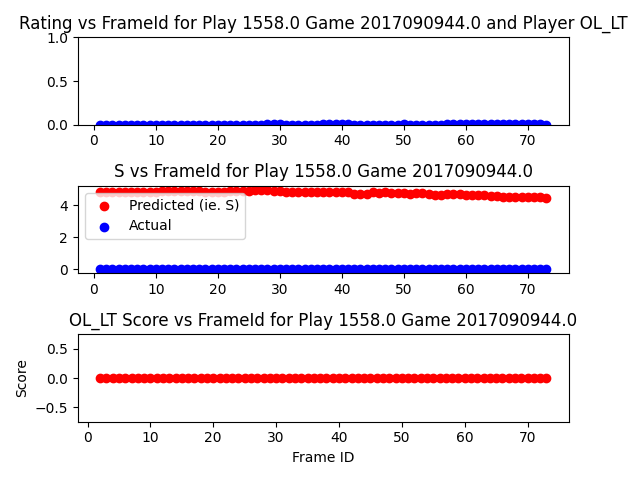 Rating vs FrameId for Play 1558.0 Game 2017090944.0 and Player OL_LT
1.0
0.5
0.0
0 10 20 30 40 50 60 70
S vs FrameId for Play 1558.0 Game 2017090944.0
4
2
0
Predicted (ie. S)
Actual
0 10 20 30 40 50 60 70
OL_LT Score vs FrameId for Play 1558.0 Game 2017090944.0
Score
0.5
0.0
−0.5
0 10 20 30 40 50 60 70
Frame ID